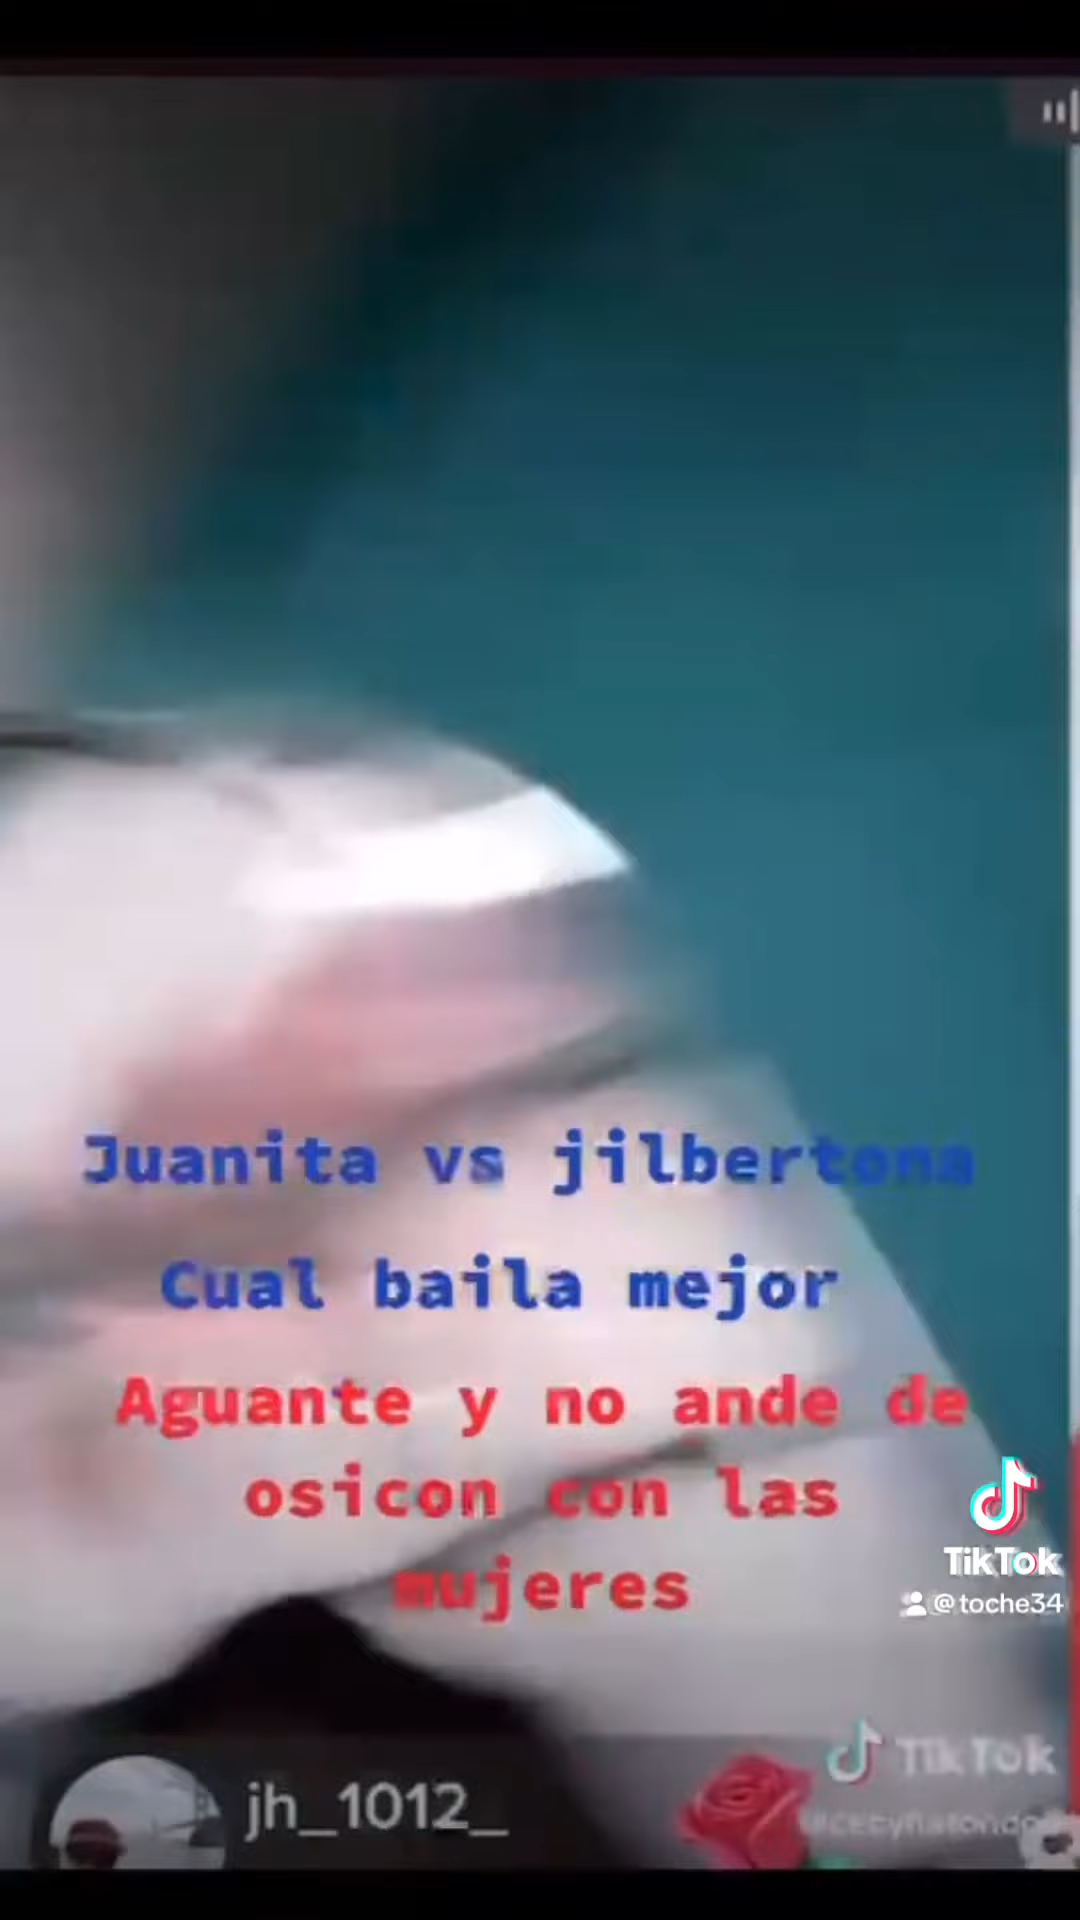 Juanita vs jilbertona
Cual baila mejor
Aguante y no ande de
osicon con las
mujeres
TikTok
@toche34
TikTok
jh_1012_